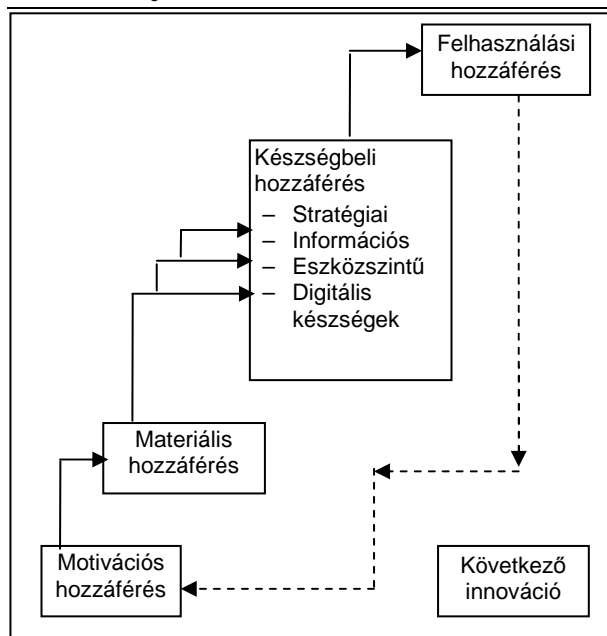 Felhasználási
hozzáférés
Készségbeli
hozzáférés
– Stratégiai
– Információs
– Eszközszintű
– Digitális
készségek
Materiális
hozzáférés
Motivációs
hozzáférés
Következő
innováció